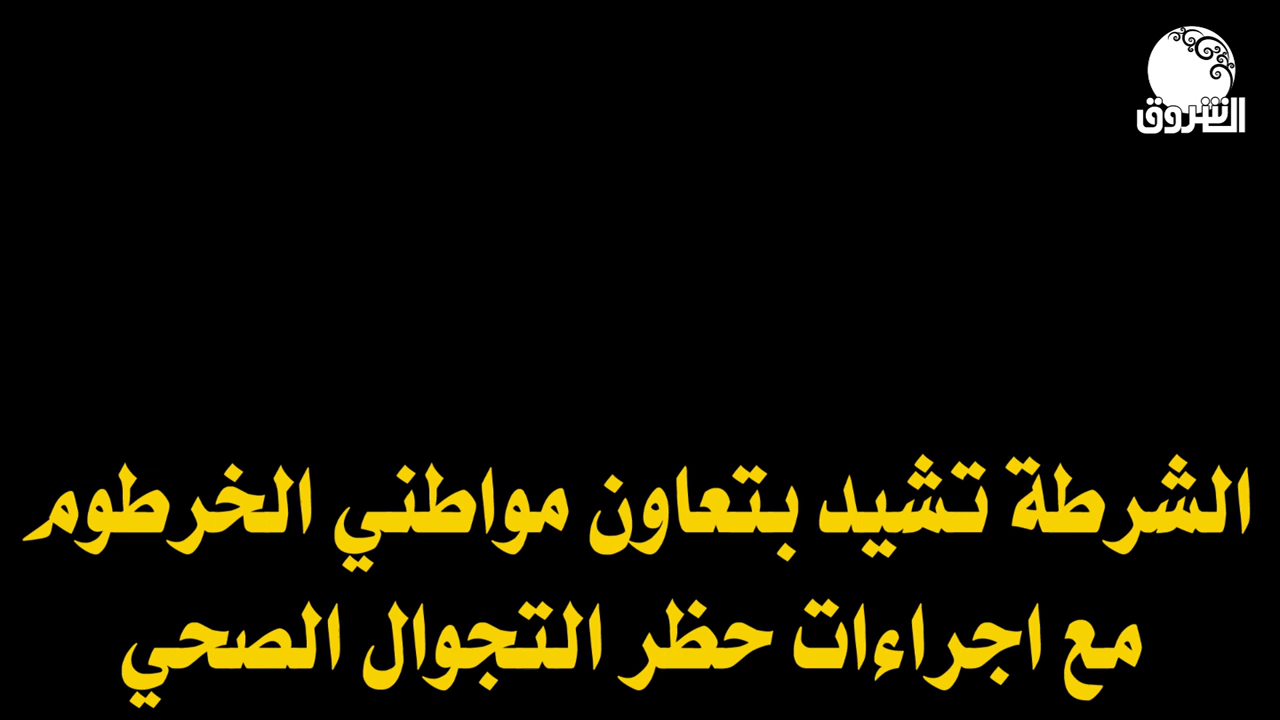 الشروق
الشرطة تشيد بتعاون مواطني الخرطوم
مع اجراءات حظر التجوال الصحي